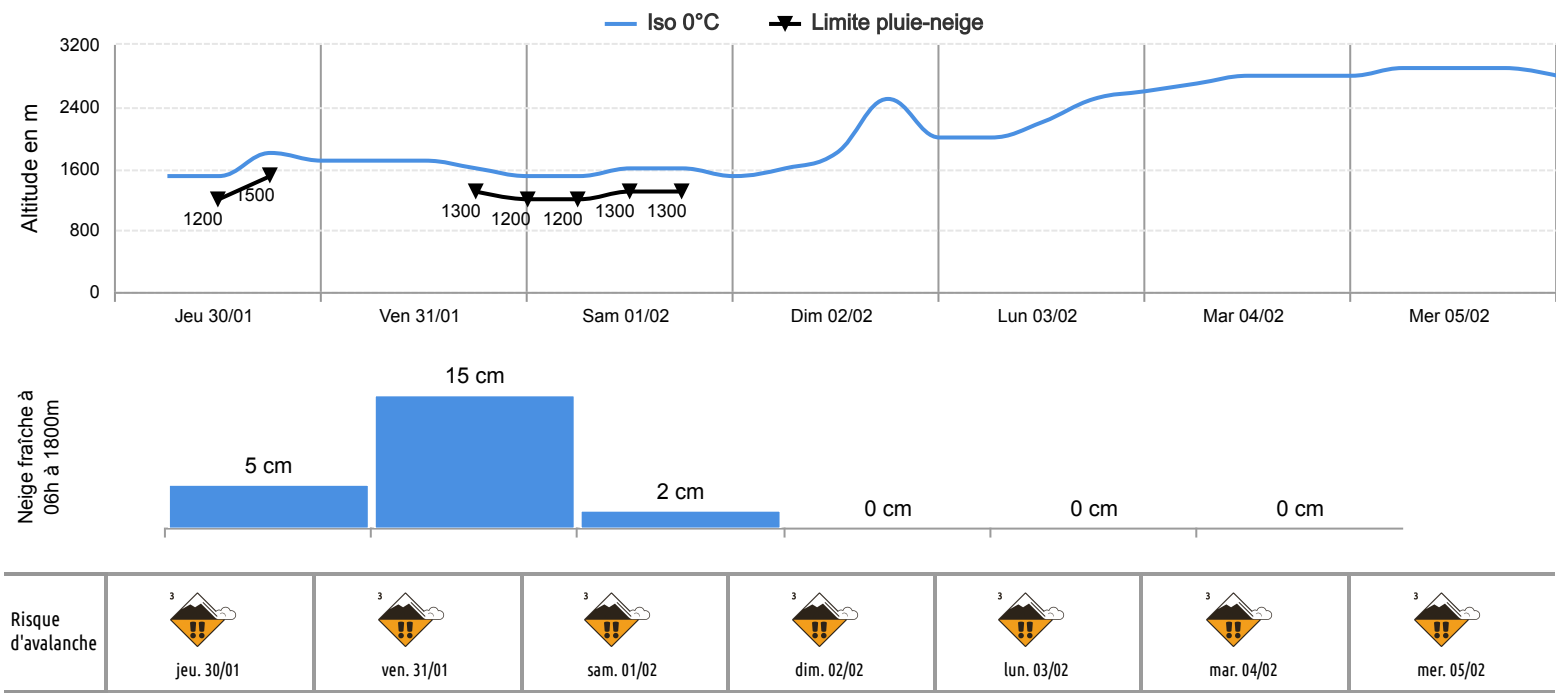 Iso 0°C
Limite pluie-neige
Altitude en m
3200
2400
1600
800
0
1200
1500
1300
1200
1200
1300
1300
Jeu 30/01
Ven 31/01
Sam 01/02
Dim 02/02
Lun 03/02
Mar 04/02
Mer 05/02
Neige fraîche à
06h à 1800m
5 cm
15 cm
2 cm
0 cm
0 cm
0 cm
Risque
d'avalanche
3
!!
jeu. 30/01
3
!!
ven. 31/01
3
!!
sam. 01/02
3
!!
dim. 02/02
3
!!
lun. 03/02
3
!!
mar. 04/02
3
!!
mer. 05/02